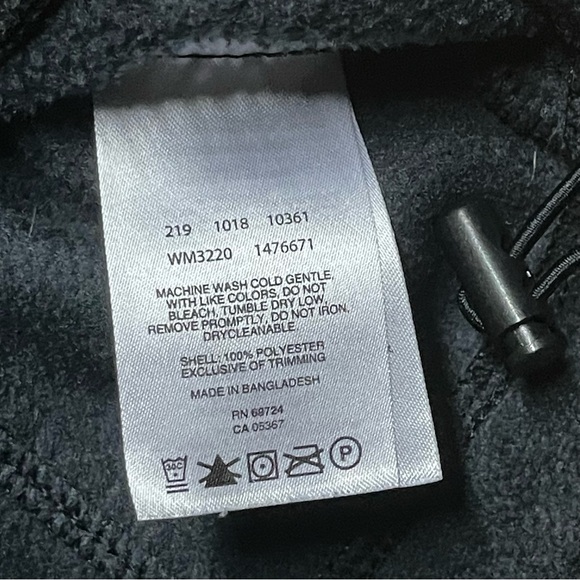 219 1018 10361
WM3220 1476671
MACHINE WASH COLD GENTLE,
WITH LIKE COLORS, DO NOT
BLEACH, TUMBLE DRY LOW,
REMOVE PROMPTLY, DO NOT IRON.
DRYCLEANABLE
SHELL: 100% POLYESTER
EXCLUSIVE OF TRIMMING
MADE IN BANGLADESH
RN 69724
CA 05367
30C P